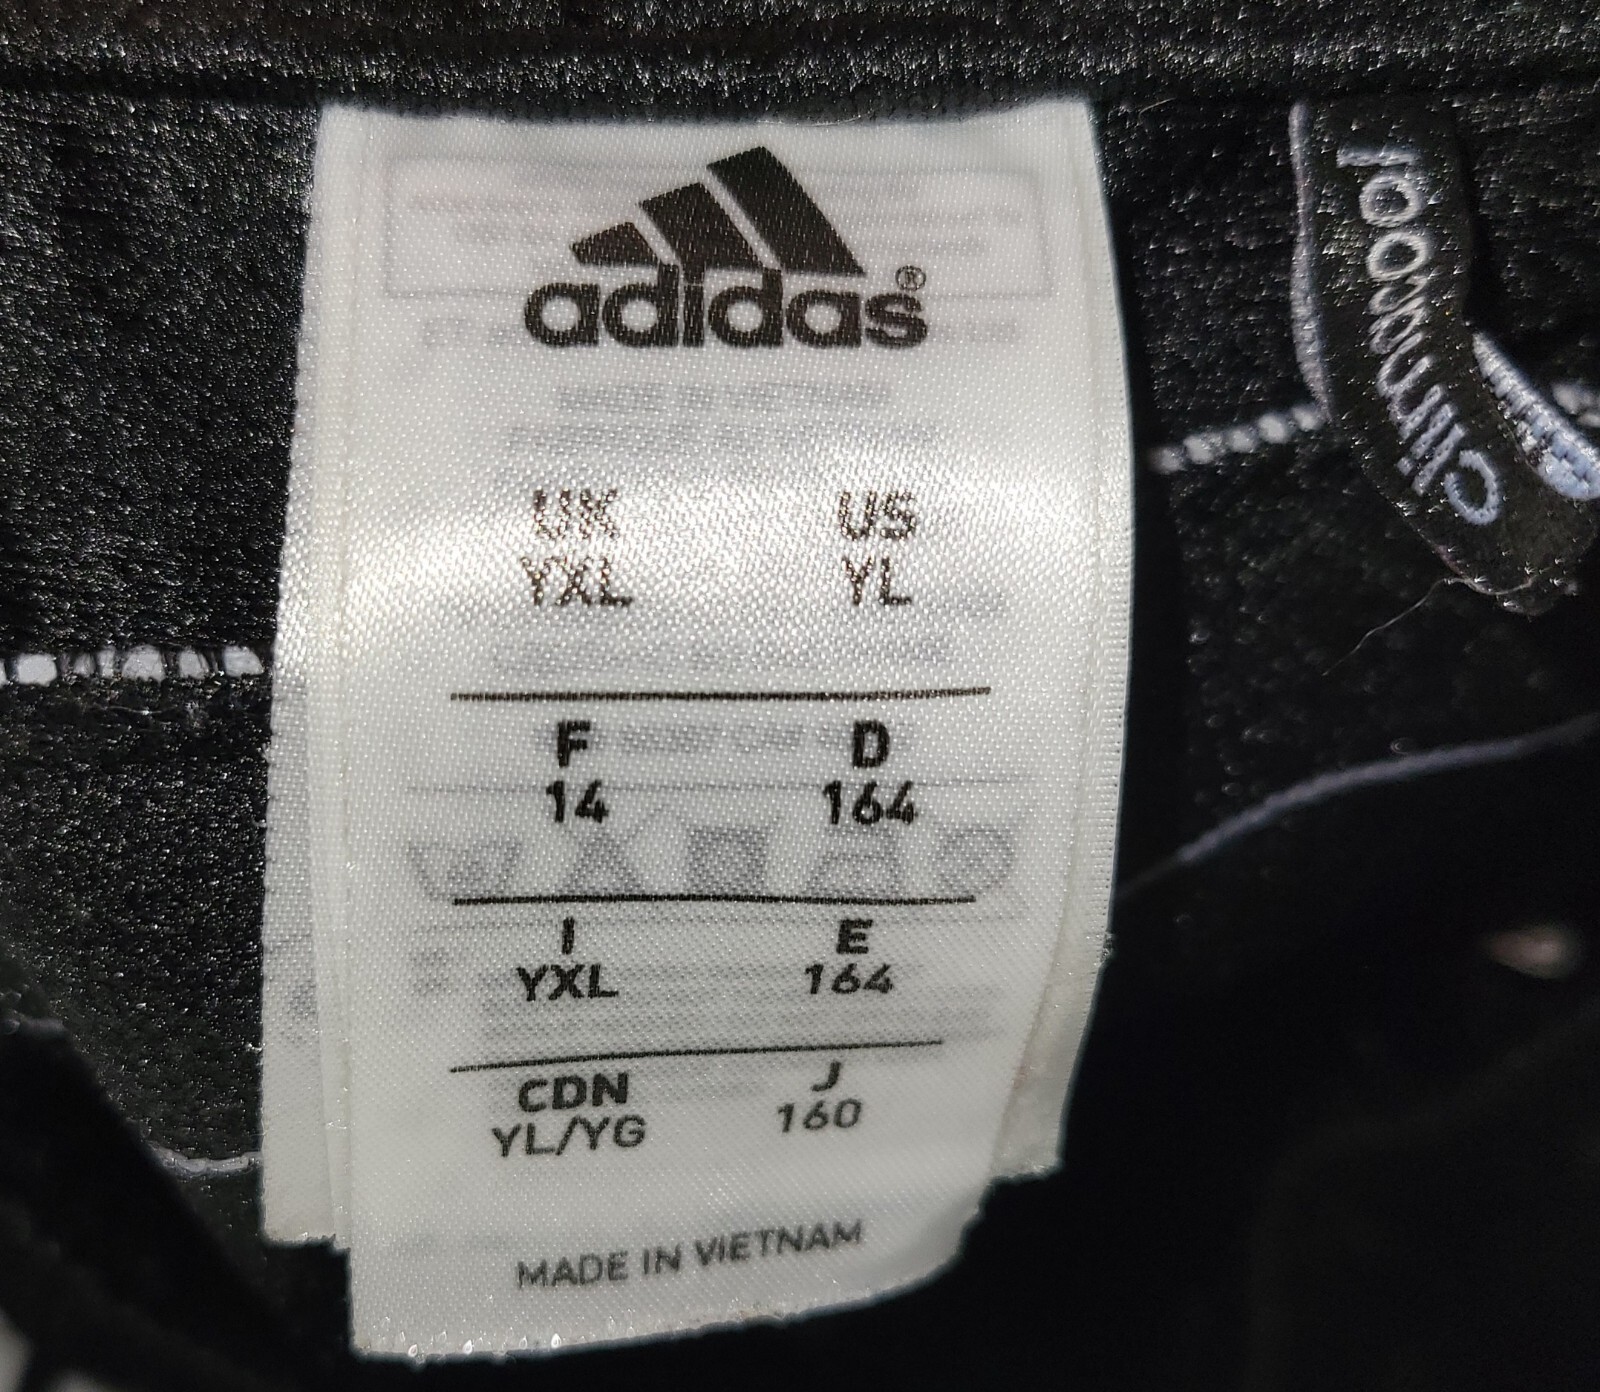 adidas®
UK US
YXL YL
F D
14 164
I E
YXL 164
CDN J
YL/YG 160
MADE IN VIETNAM
climacool